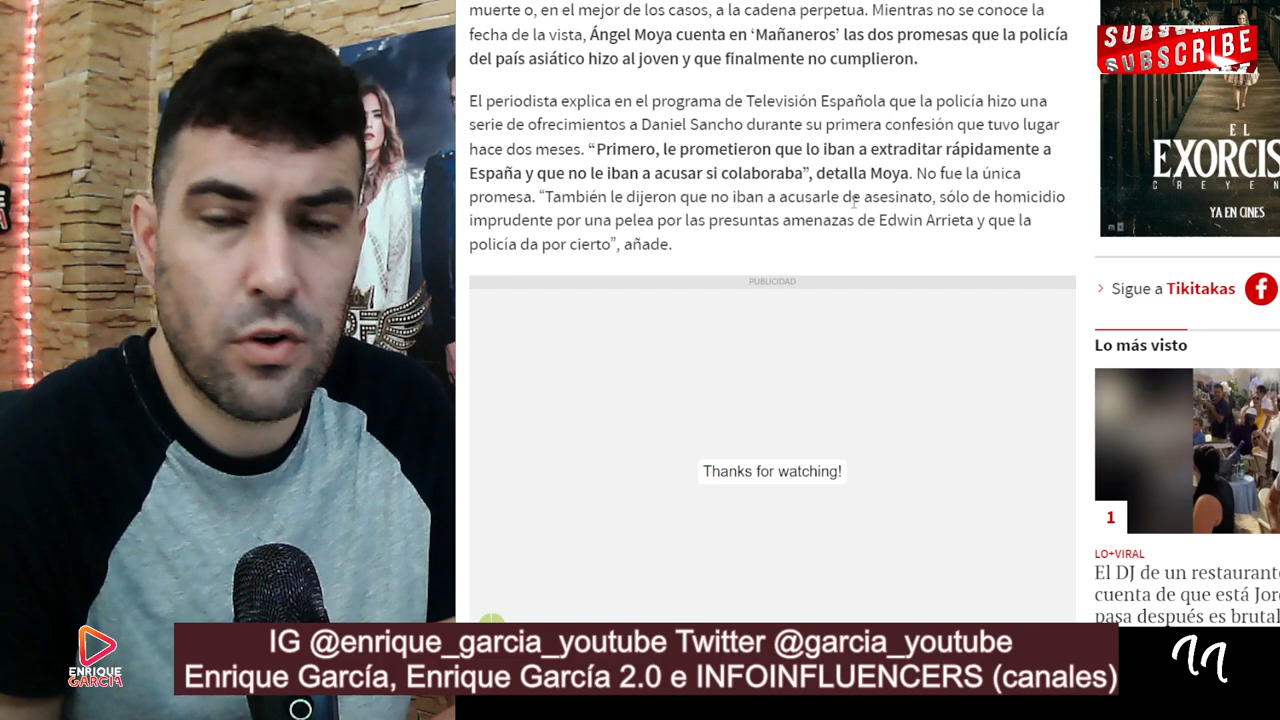 muerte o, en el mejor de los casos, a la cadena perpetua. Mientras no se conoce la
fecha de la vista, Ángel Moya cuenta en ‘Mañaneros’ las dos promesas que la policía
del país asiático hizo al joven y que finalmente no cumplieron.
El periodista explica en el programa de Televisión Española que la policía hizo una
serie de ofrecimientos a Daniel Sancho durante su primera confesión que tuvo lugar
hace dos meses. “Primero, le prometieron que lo iban a extraditar rápidamente a
España y que no le iban a acusar si colaboraba”, detalla Moya. No fue la única
promesa. “También le dijeron que no iban a acusarle de asesinato, sólo de homicidio
imprudente por una pelea por las presuntas amenazas de Edwin Arrieta y que la
policía da por cierto”, añade.
PUBLICIDAD
Thanks for watching!
SUBSCRIBE
EL
EXORCIS
CREYEN
YA EN CINES
Sigue a Tikitakas
Lo más visto
1
LO+VIRAL
El DJ de un restaurant
cuenta de que está Jor
pasa después es brutal
IG @enrique_garcia_youtube Twitter @garcia_youtube
Enrique García, Enrique García 2.0 e INFOINFLUENCERS (canales)
ENRIQUE
GARCÍA